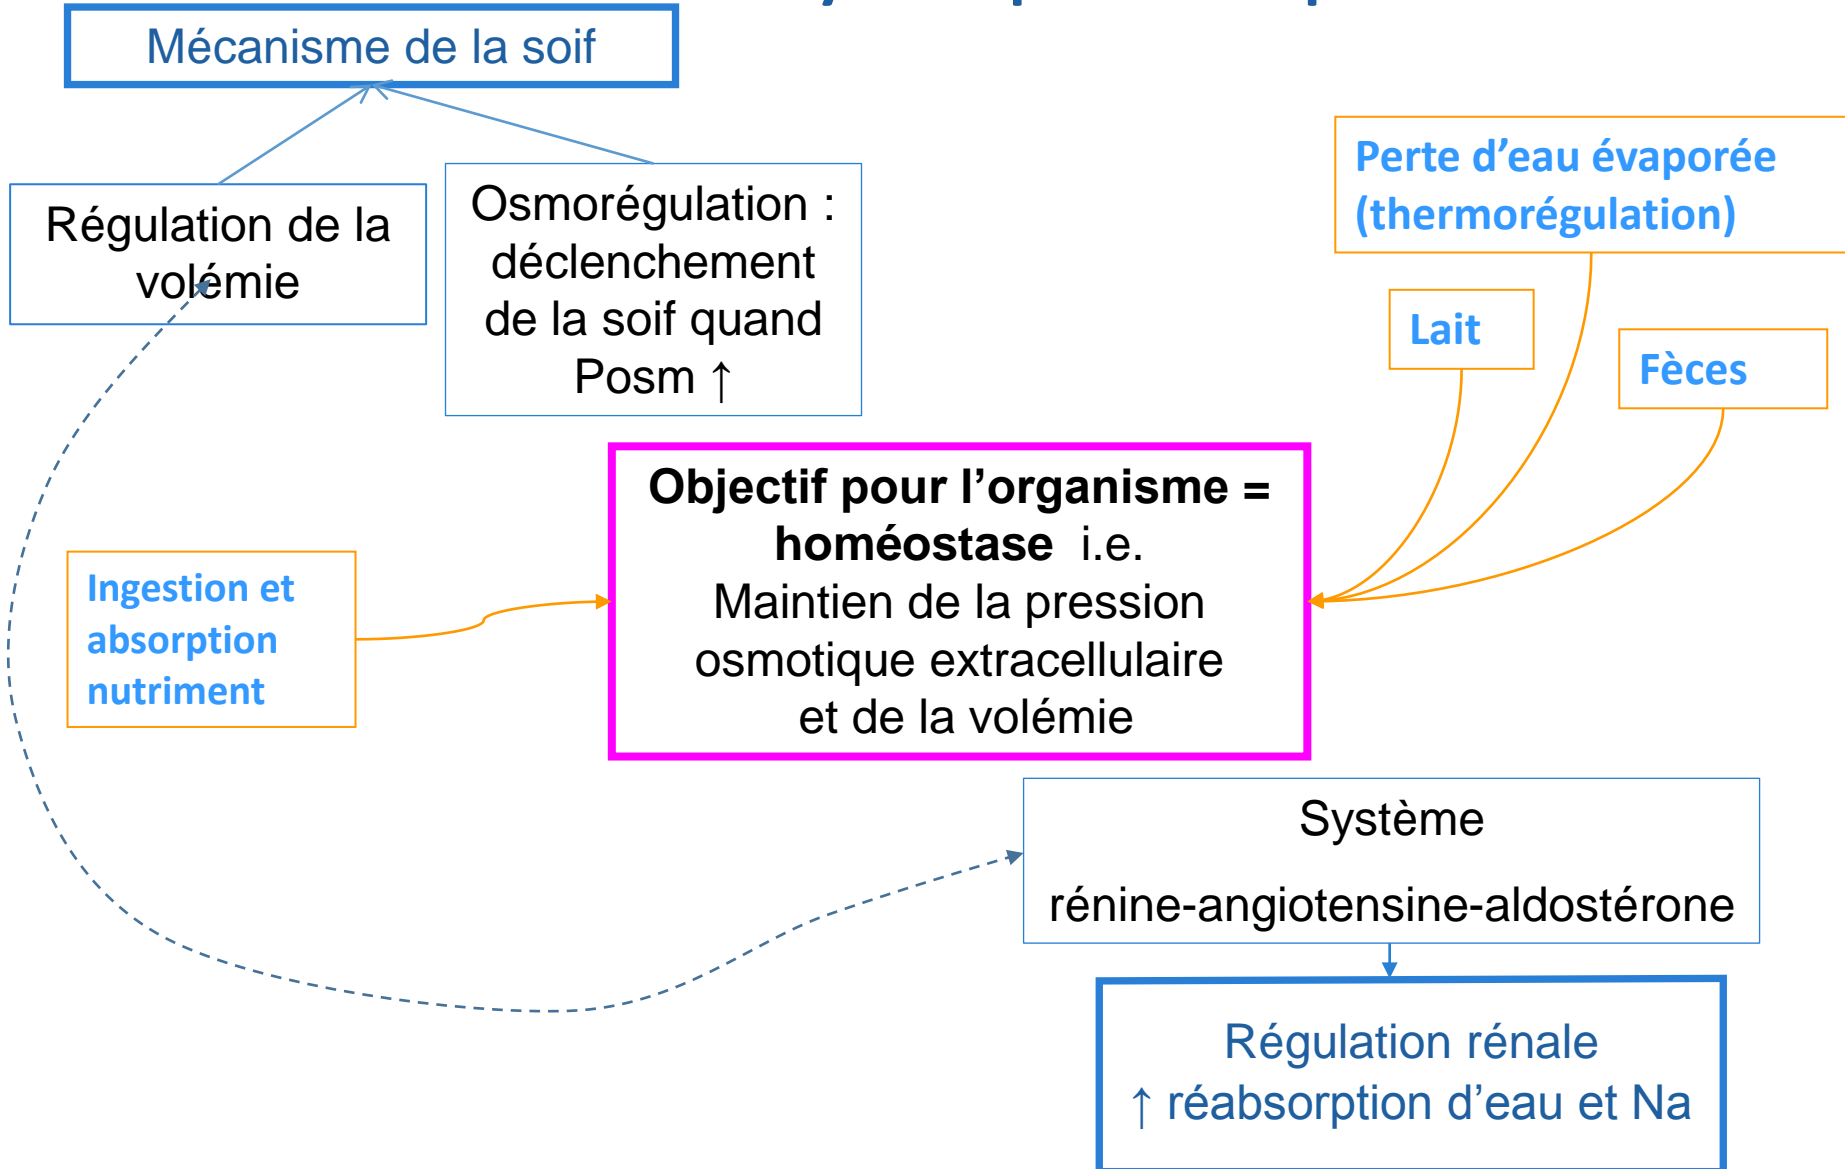 Mécanisme de la soif
Régulation de la
volémie
Osmorégulation :
déclenchement
de la soif quand
Posm ↑
Perte d’eau évaporée
(thermorégulation)
Lait
Fèces
Objectif pour l’organisme =
homéostase i.e.
Maintien de la pression
osmotique extracellulaire
et de la volémie
Ingestion et
absorption
nutriment
Système
rénine-angiotensine-aldostérone
Régulation rénale
↑ réabsorption d’eau et Na